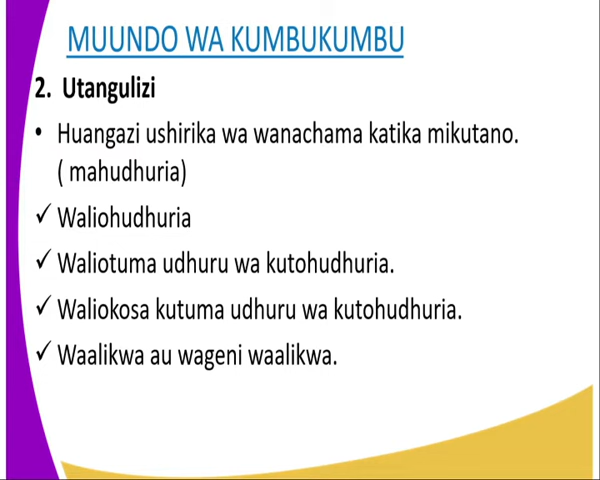 MUUNDO WA KUMBUKUMBU
2. Utangulizi
• Huangazi ushirika wa wanachama katika mikutano.
( mahudhuria)
✓ Waliohudhuria
✓ Waliotuma udhuru wa kutohudhuria.
✓ Waliokosa kutuma udhuru wa kutohudhuria.
✓ Waalikwa au wageni waalikwa.